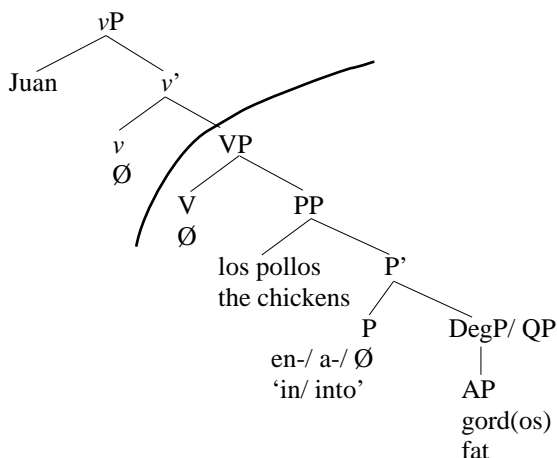 vP
Juan
v’
v
Ø
VP
V
Ø
PP
los pollos
the chickens
P’
P
DegP/ QP
en-/ a-/ Ø
‘in/ into’
AP
gord(os)
fat